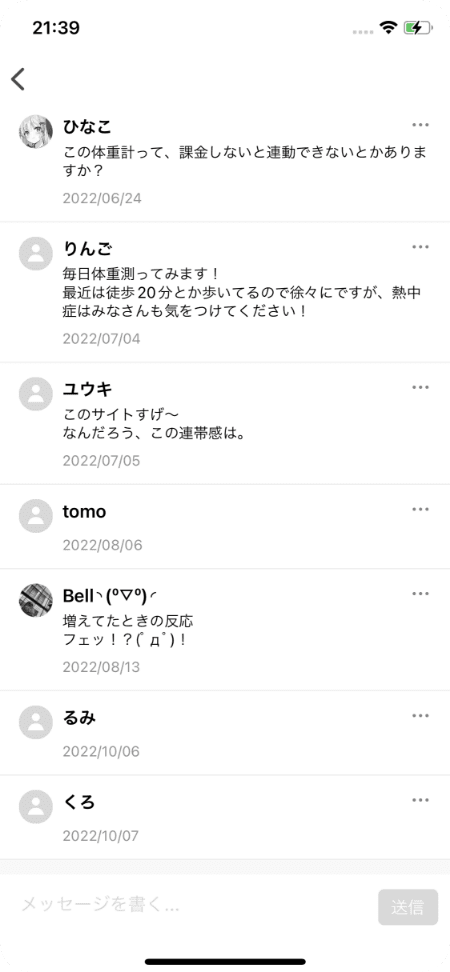 21:39
ひなこ
この体重計って、課金しないと連動できないとかありま
すか？
2022/06/24
りんご
毎日体重測ってみます！
最近は徒歩20分とか歩いてるので徐々にですが、熱中
症はみなさんも気をつけてください！
2022/07/04
ユウキ
このサイトすげ〜
なんだろう、この連帯感は。
2022/07/05
tomo
2022/08/06
Bell◝(⁰▽⁰)◜
増えてたときの反応
フェッ！？(ﾟдﾟ)！
2022/08/13
るみ
2022/10/06
くろ
2022/10/07
メッセージを書く...
送信